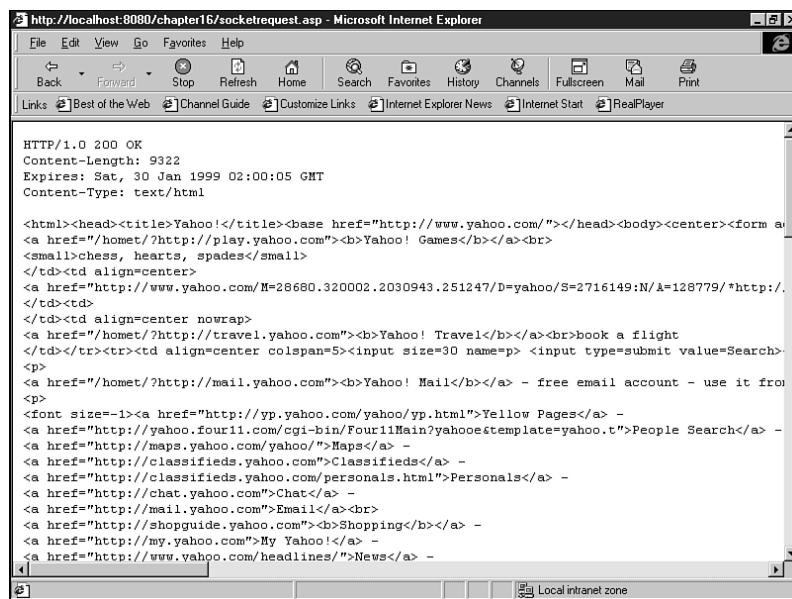 http://localhost:8080/chapter16/socketrequest.asp - Microsoft Internet Explorer
File Edit View Go Favorites Help
Back Forward Stop Refresh Home Search Favorites History Channels Fullscreen Mail Print
Links Best of the Web Channel Guide Customize Links Internet Explorer News Internet Start RealPlayer
HTTP/1.0 200 OK
Content-Length: 9322
Expires: Sat, 30 Jan 1999 02:00:05 GMT
Content-Type: text/html
<html><head><title>Yahoo!</title><base href="http://www.yahoo.com/"></head><body><center><form ac
<a href="/homet/?http://play.yahoo.com"><b>Yahoo! Games</b></a><br>
<small>chess, hearts, spades</small>
</td><td align=center>
<a href="http://www.yahoo.com/M=28680.320002.2030943.251247/D=yahoo/S=2716149:N/A=128779/*http:/
</td><td>
</td><td align=center nowrap>
<a href="/homet/?http://travel.yahoo.com"><b>Yahoo! Travel</b></a><br>book a flight
</td></tr><tr><td align=center colspan=5><input size=30 name=p> <input type=submit value=Search>
<p>
<a href="/homet/?http://mail.yahoo.com"><b>Yahoo! Mail</b></a> - free email account - use it from
<p>
<font size=-1><a href="http://yp.yahoo.com/yahoo/yp.html">Yellow Pages</a> -
<a href="http://yahoo.four11.com/cgi-bin/Four11Main?yahooe&template=yahoo.t">People Search</a> -
<a href="http://maps.yahoo.com/yahoo/">Maps</a> -
<a href="http://classifieds.yahoo.com">Classifieds</a> -
<a href="http://classifieds.yahoo.com/personals.html">Personals</a> -
<a href="http://chat.yahoo.com">Chat</a> -
<a href="http://mail.yahoo.com">Email</a><br>
<a href="http://shopguide.yahoo.com"><b>Shopping</b></a> -
<a href="http://my.yahoo.com">My Yahoo!</a> -
<a href="http://www.yahoo.com/headlines/">News</a> -
Local intranet zone